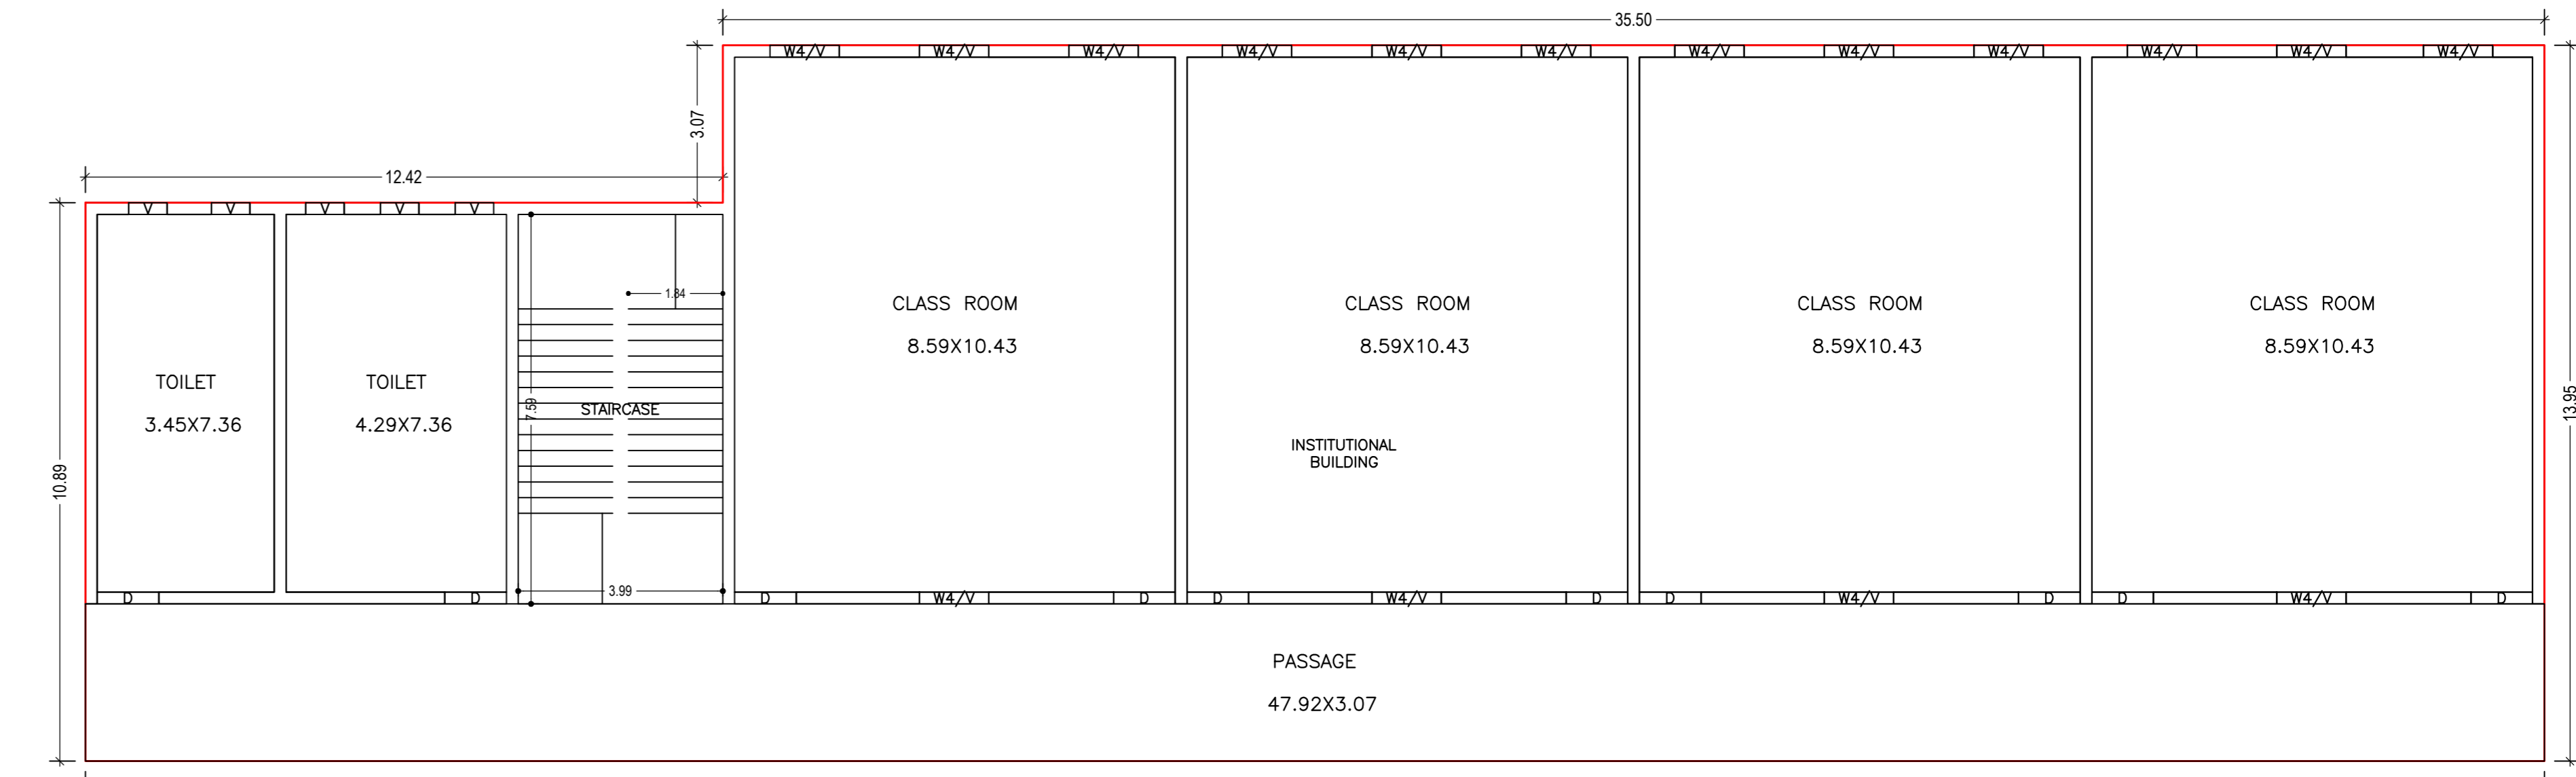 35.50
W4/V W4/V W4/V W4/V W4/V W4/V W4/V W4/V W4/V W4/V W4/V W4/V
3.07
12.42
V V V V V
1.84
CLASS ROOM CLASS ROOM CLASS ROOM CLASS ROOM
8.59X10.43 8.59X10.43 8.59X10.43 8.59X10.43
TOILET TOILET
13.95
7.59 STAIRCASE
3.45X7.36 4.29X7.36
INSTITUTIONAL
BUILDING
10.89
3.99
D D D W4/V D D W4/V D D W4/V D D W4/V D
PASSAGE
47.92X3.07